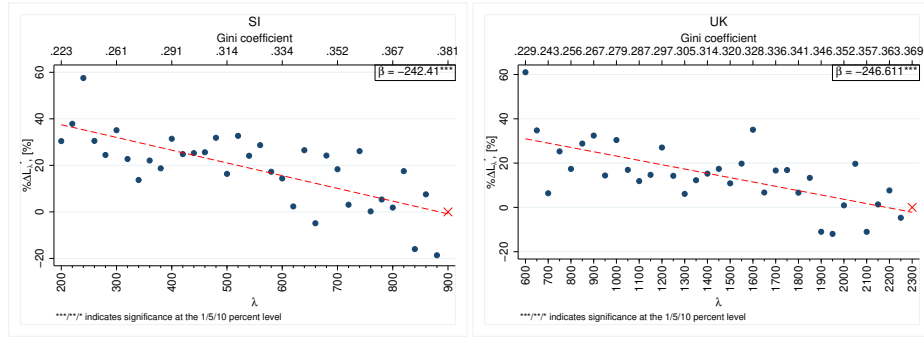 SI
Gini coefficient
.223 .261 .291 .314 .334 .352 .367 .381
β = −242.41***
%ΔL*λ,· [%]
60
40
20
0
−20
200 300 400 500 600 700 800 900
λ
***/**/* indicates significance at the 1/5/10 percent level
UK
Gini coefficient
.229.243.256.267.279.287.297.305.314.320.328.336.341.346.352.357.363.369
β = −246.611***
60
40
20
0
−20
600 700 800 900 1000 1100 1200 1300 1400 1500 1600 1700 1800 1900 2000 2100 2200 2300
λ
***/**/* indicates significance at the 1/5/10 percent level